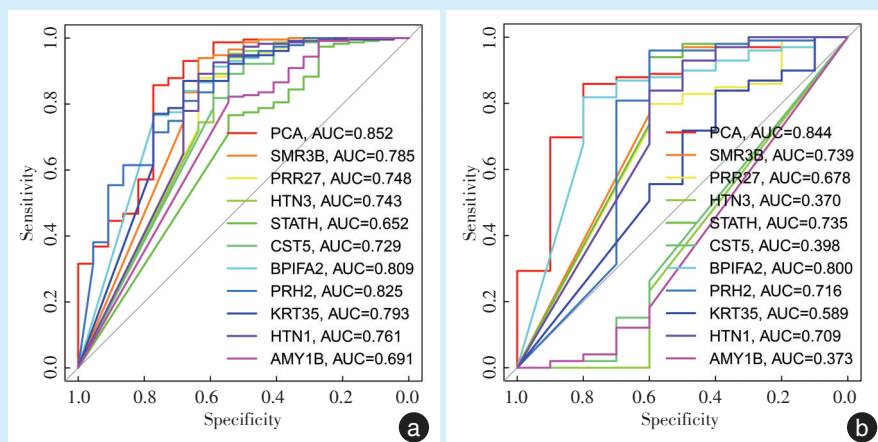 1.0
0.8
0.6
0.4
0.2
0.0
Sensitivity
PCA, AUC=0.852
SMR3B, AUC=0.785
PRR27, AUC=0.748
HTN3, AUC=0.743
STATH, AUC=0.652
CST5, AUC=0.729
BPIFA2, AUC=0.809
PRH2, AUC=0.825
KRT35, AUC=0.793
HTN1, AUC=0.761
AMY1B, AUC=0.691
1.0 0.8 0.6 0.4 0.2 0.0
Specificity
a
1.0
0.8
0.6
0.4
0.2
0.0
Sensitivity
PCA, AUC=0.844
SMR3B, AUC=0.739
PRR27, AUC=0.678
HTN3, AUC=0.370
STATH, AUC=0.735
CST5, AUC=0.398
BPIFA2, AUC=0.800
PRH2, AUC=0.716
KRT35, AUC=0.589
HTN1, AUC=0.709
AMY1B, AUC=0.373
1.0 0.8 0.6 0.4 0.2 0.0
Specificity
b